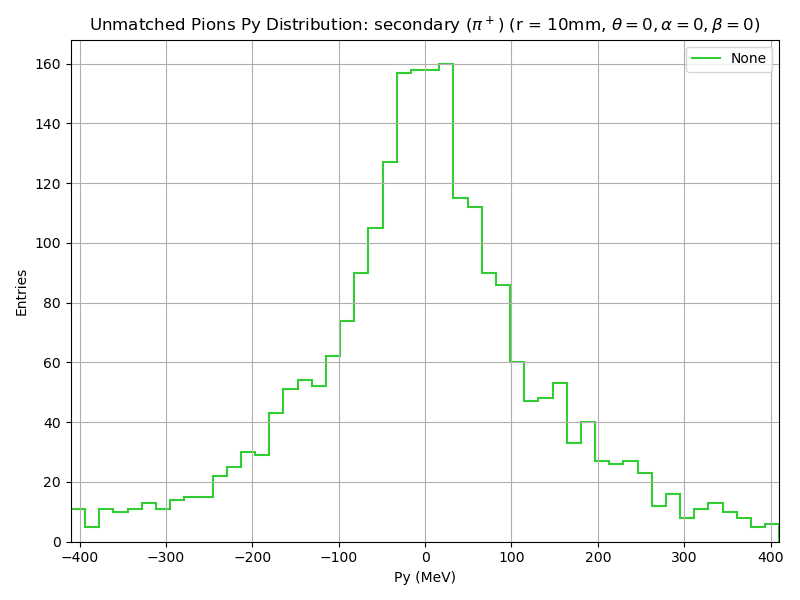 Unmatched Pions Py Distribution: secondary (π⁺) (r = 10mm, θ = 0, α = 0, β = 0)
None
Entries
160
140
120
100
80
60
40
20
0
−400 −300 −200 −100 0 100 200 300 400
Py (MeV)